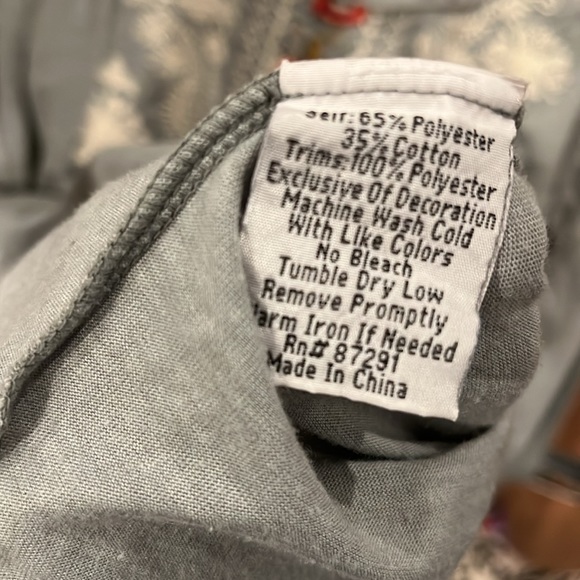 Self: 65% Polyester
35% Cotton
Trims:100% Polyester
Exclusive Of Decoration
Machine Wash Cold
With Like Colors
No Bleach
Tumble Dry Low
Remove Promptly
Warm Iron If Needed
Rn# 87291
Made In China